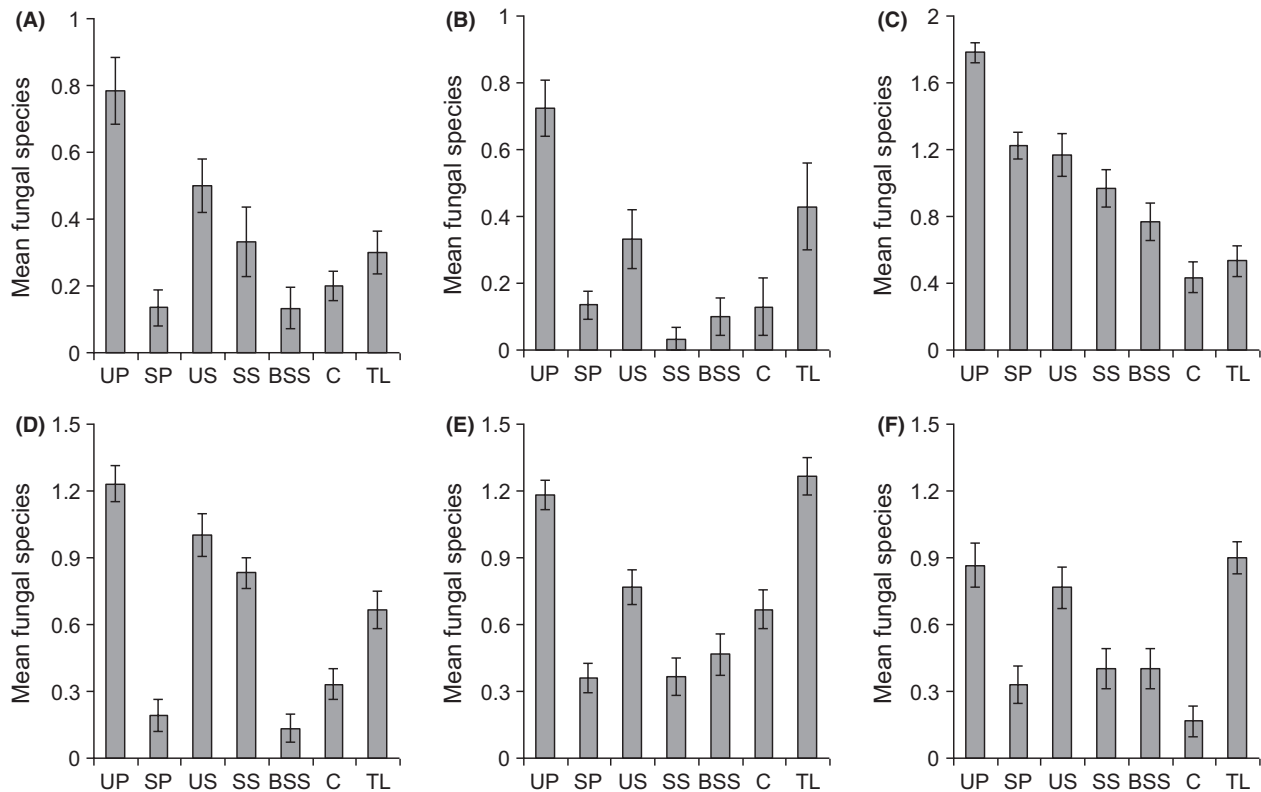 (A)
Mean fungal species
1
0.8
0.6
0.4
0.2
0
UP SP US SS BSS C TL
(B)
Mean fungal species
1
0.8
0.6
0.4
0.2
0
UP SP US SS BSS C TL
(C)
Mean fungal species
2
1.6
1.2
0.8
0.4
0
UP SP US SS BSS C TL
(D)
Mean fungal species
1.5
1.2
0.9
0.6
0.3
0
UP SP US SS BSS C TL
(E)
Mean fungal species
1.5
1.2
0.9
0.6
0.3
0
UP SP US SS BSS C TL
(F)
Mean fungal species
1.5
1.2
0.9
0.6
0.3
0
UP SP US SS BSS C TL